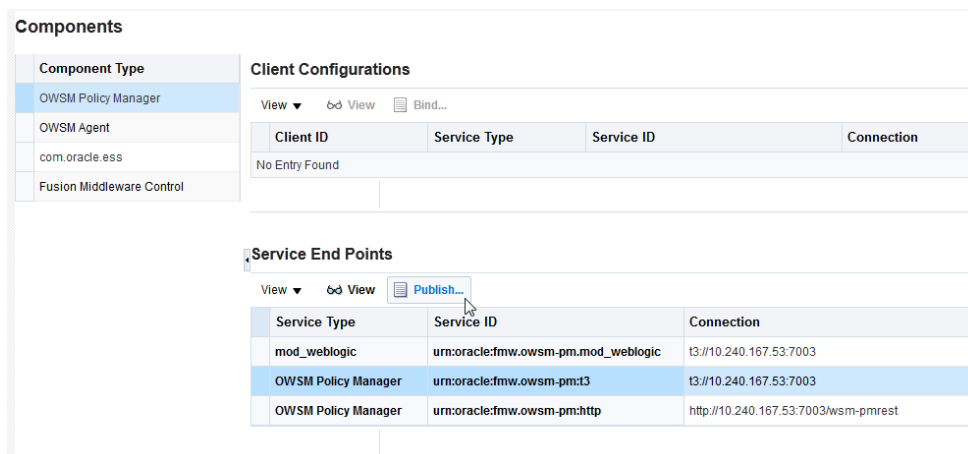 Components
Component Type
OWSM Policy Manager
OWSM Agent
com.oracle.ess
Fusion Middleware Control
Client Configurations
View ▼ View Bind...
Client ID Service Type Service ID Connection
No Entry Found
Service End Points
View ▼ View Publish...
Service Type Service ID Connection
mod_weblogic urn:oracle:fmw.owsm-pm.mod_weblogic t3://10.240.167.53:7003
OWSM Policy Manager urn:oracle:fmw.owsm-pm:t3 t3://10.240.167.53:7003
OWSM Policy Manager urn:oracle:fmw.owsm-pm:http http://10.240.167.53:7003/wsm-pmrest